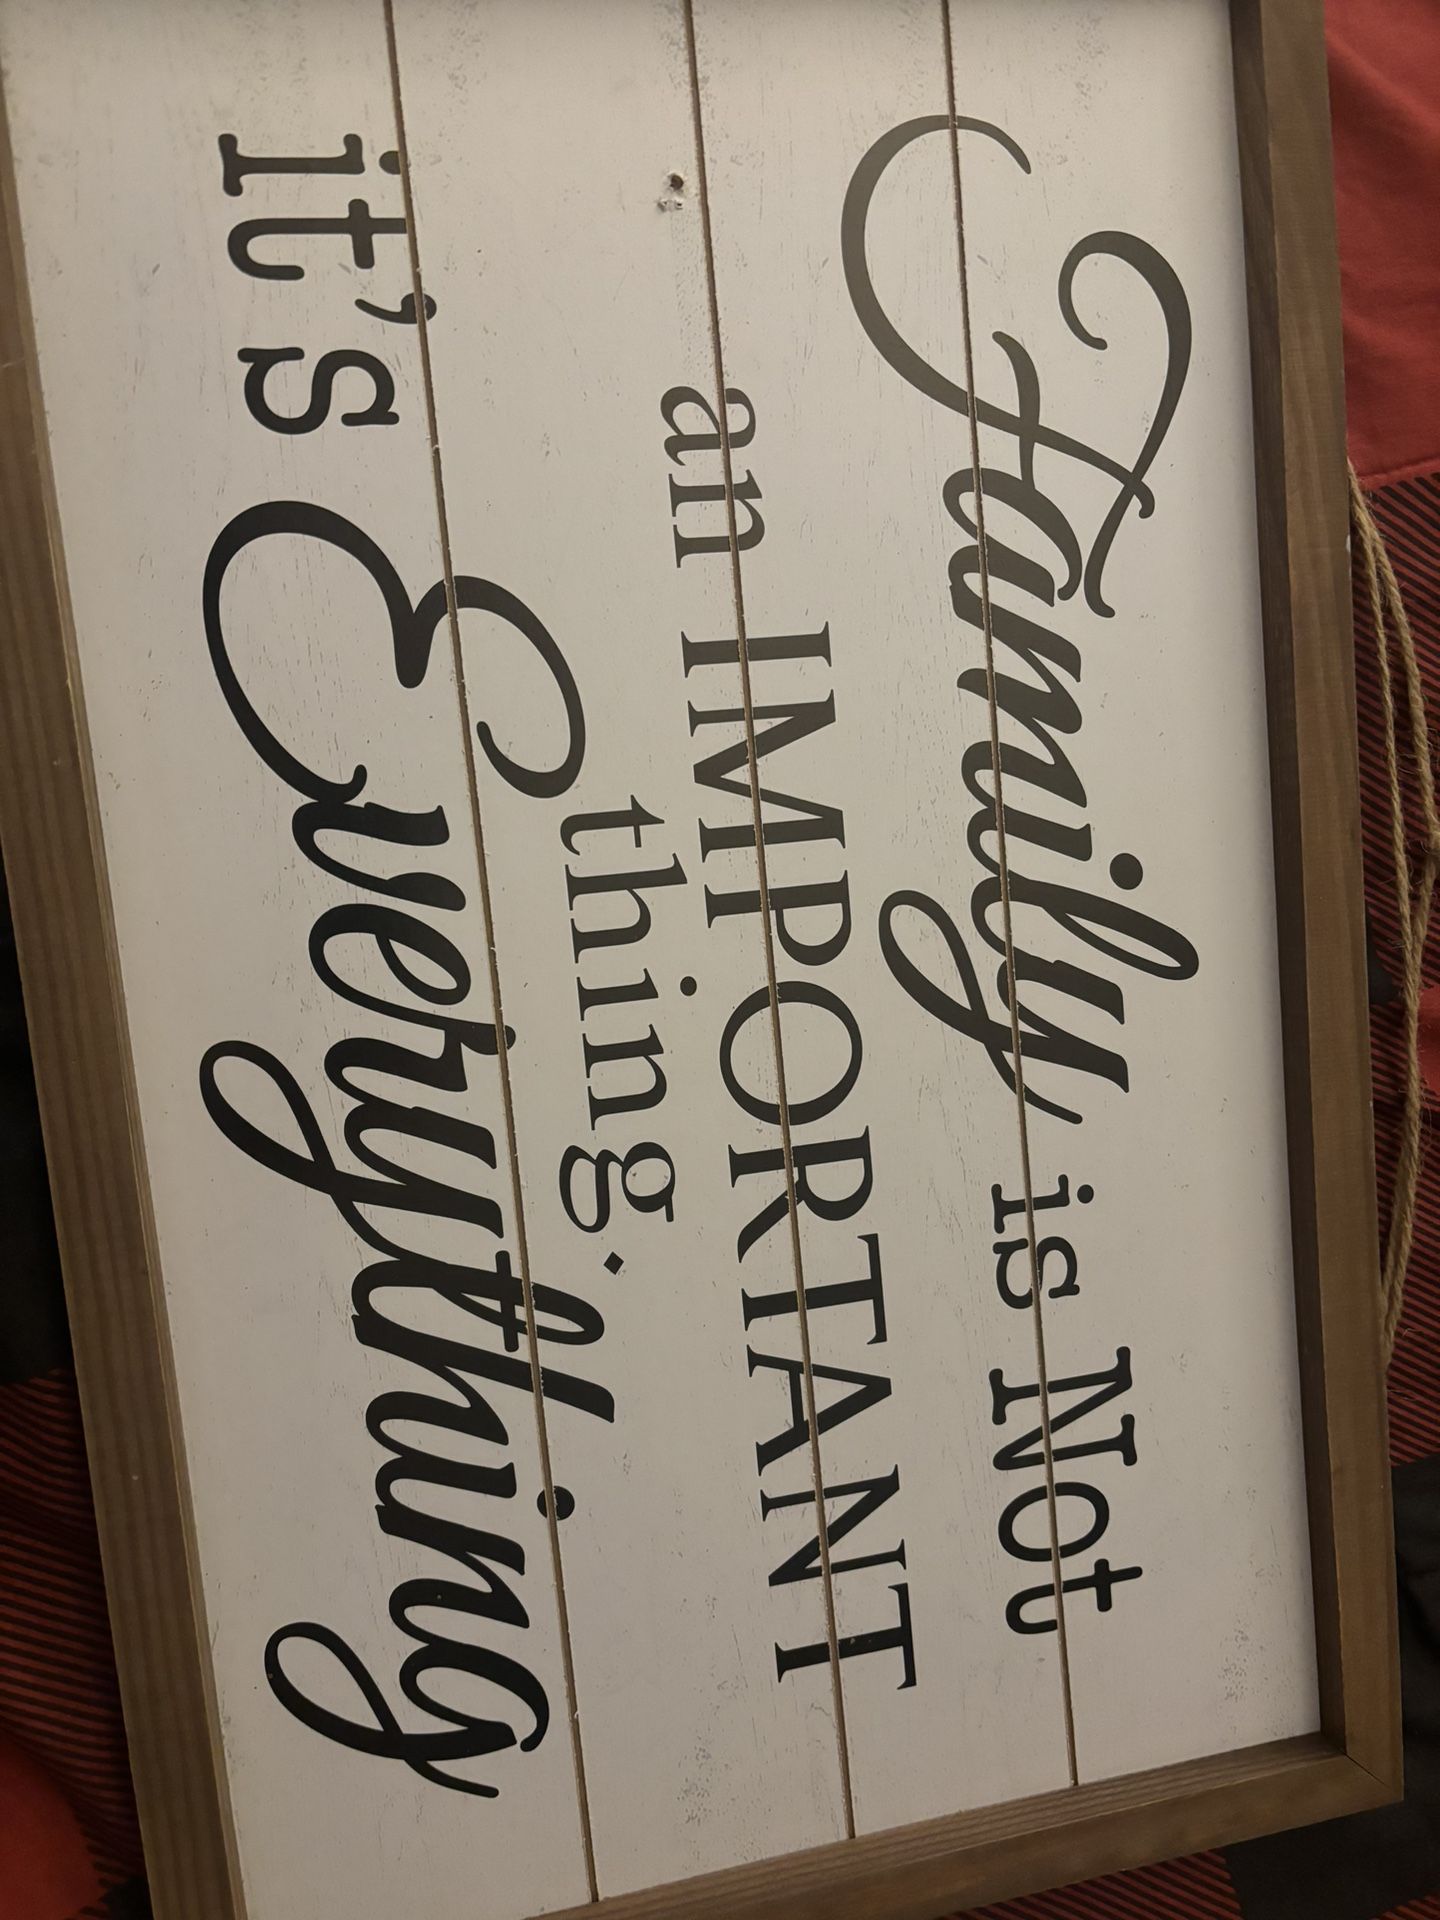 Family is Not
an IMPORTANT
thing.
it's Everything